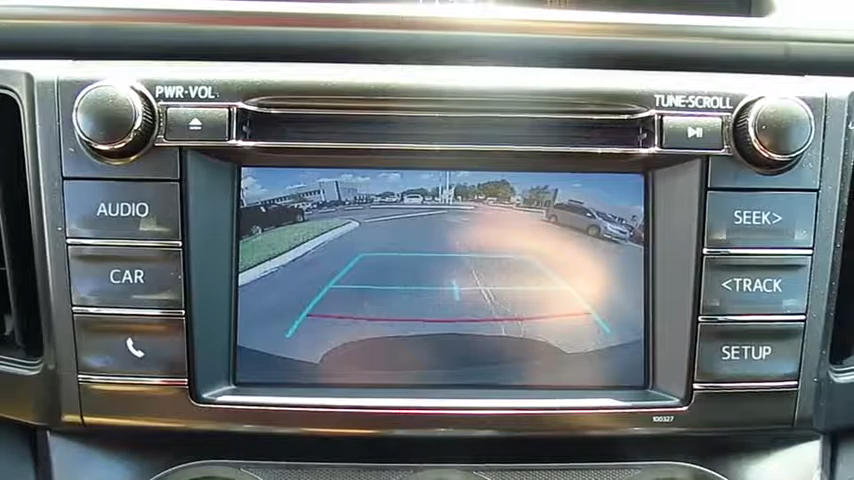 PWR·VOL
TUNE·SCROLL
AUDIO
SEEK>
CAR
<TRACK
SETUP
100327